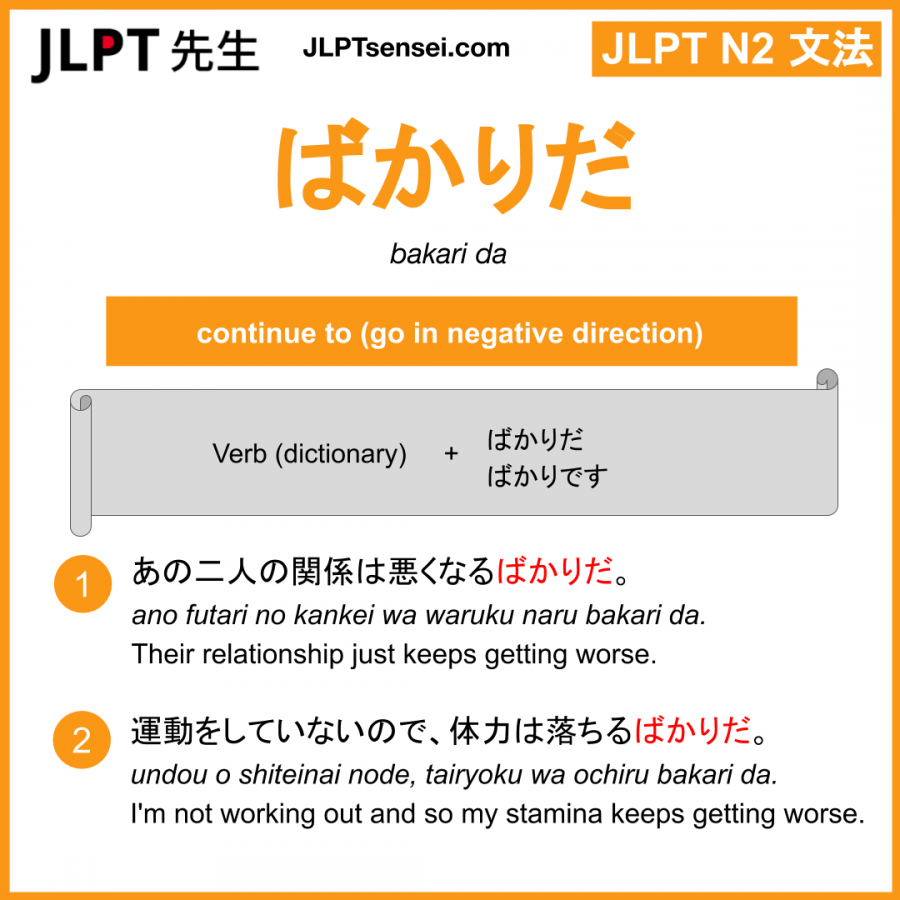 JLPT 先生
JLPTsensei.com
JLPT N2 文法
ばかりだ
bakari da
continue to (go in negative direction)
Verb (dictionary) + ばかりだ
ばかりです
1 あの二人の関係は悪くなるばかりだ。
ano futari no kankei wa waruku naru bakari da.
Their relationship just keeps getting worse.
2 運動をしていないので、体力は落ちるばかりだ。
undou o shiteinai node, tairyoku wa ochiru bakari da.
I'm not working out and so my stamina keeps getting worse.